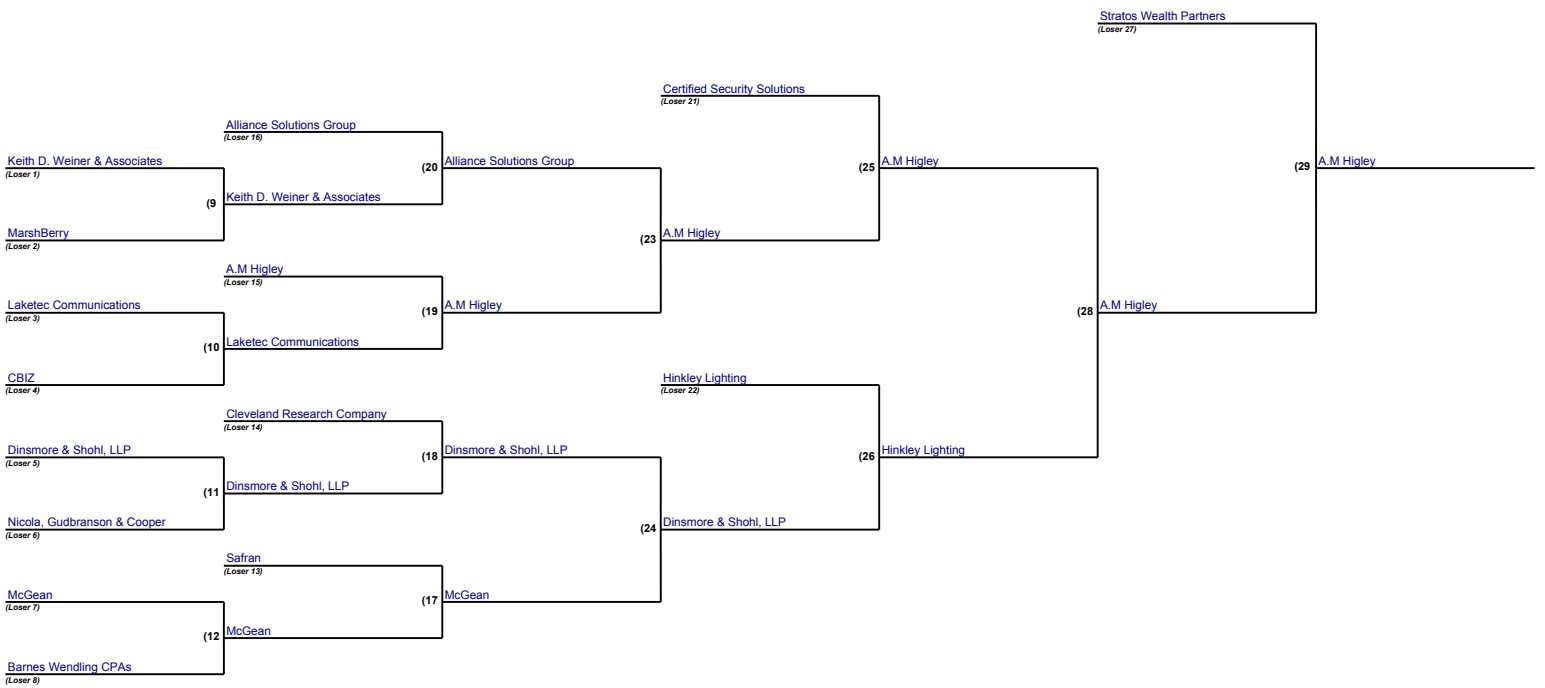 Stratos Wealth Partners
(Loser 27)
Certified Security Solutions
(Loser 21)
Alliance Solutions Group
(Loser 16)
Keith D. Weiner & Associates
(Loser 1)
(20 Alliance Solutions Group
(25 A.M Higley
(29 A.M Higley
(9 Keith D. Weiner & Associates
MarshBerry
(Loser 2)
(23 A.M Higley
A.M Higley
(Loser 15)
Laketec Communications
(Loser 3)
(19 A.M Higley
(28 A.M Higley
(10 Laketec Communications
CBIZ
(Loser 4)
Hinkley Lighting
(Loser 22)
Cleveland Research Company
(Loser 14)
Dinsmore & Shohl, LLP
(Loser 5)
(18 Dinsmore & Shohl, LLP
(26 Hinkley Lighting
(11 Dinsmore & Shohl, LLP
Nicola, Gudbranson & Cooper
(Loser 6)
(24 Dinsmore & Shohl, LLP
Safran
(Loser 13)
McGean
(Loser 7)
(17 McGean
(12 McGean
Barnes Wendling CPAs
(Loser 8)